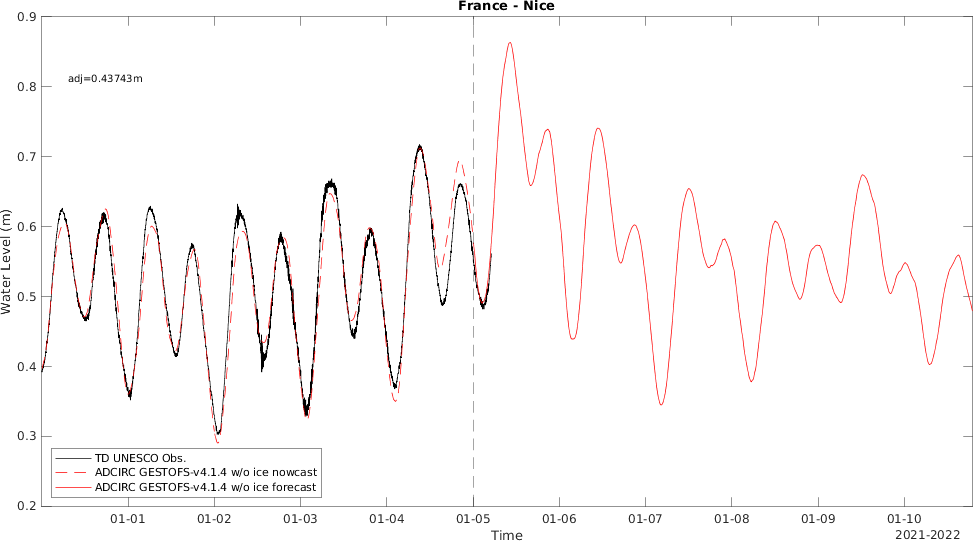 France - Nice
0.9
0.8
adj=0.43743m
0.7
0.6
0.5
0.4
0.3
0.2
Water Level (m)
TD UNESCO Obs.
ADCIRC GESTOFS-v4.1.4 w/o ice nowcast
ADCIRC GESTOFS-v4.1.4 w/o ice forecast
01-01 01-02 01-03 01-04 01-05 01-06 01-07 01-08 01-09 01-10
Time
2021-2022